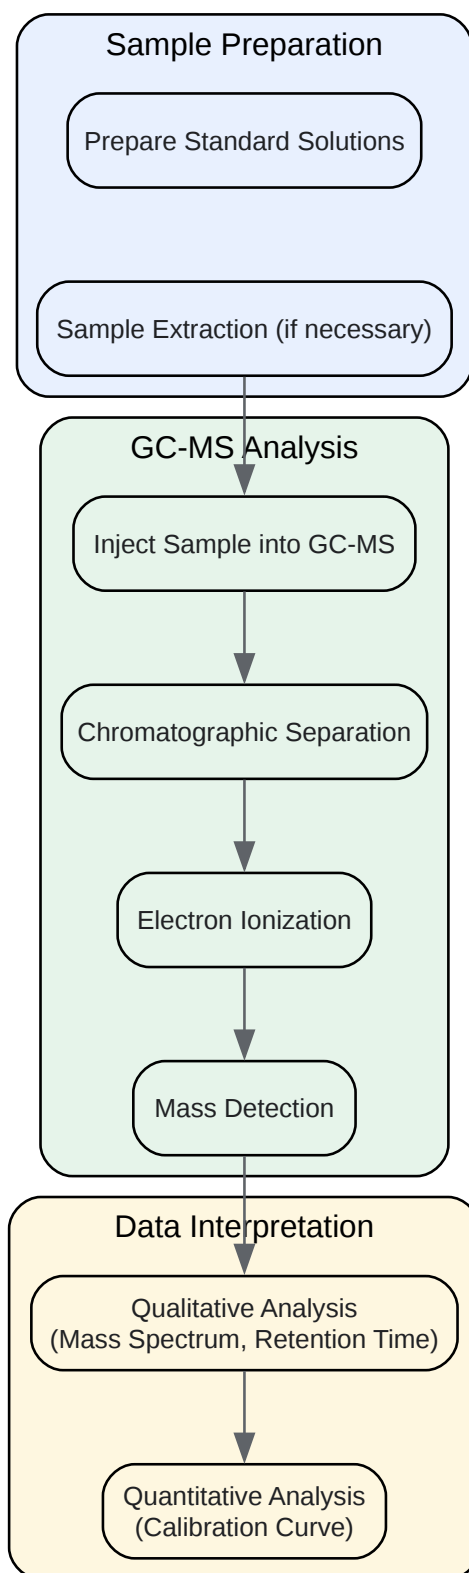 Sample Preparation
Prepare Standard Solutions
Sample Extraction (if necessary)
GC-MS Analysis
Inject Sample into GC-MS
Chromatographic Separation
Electron Ionization
Mass Detection
Data Interpretation
Qualitative Analysis
(Mass Spectrum, Retention Time)
Quantitative Analysis
(Calibration Curve)